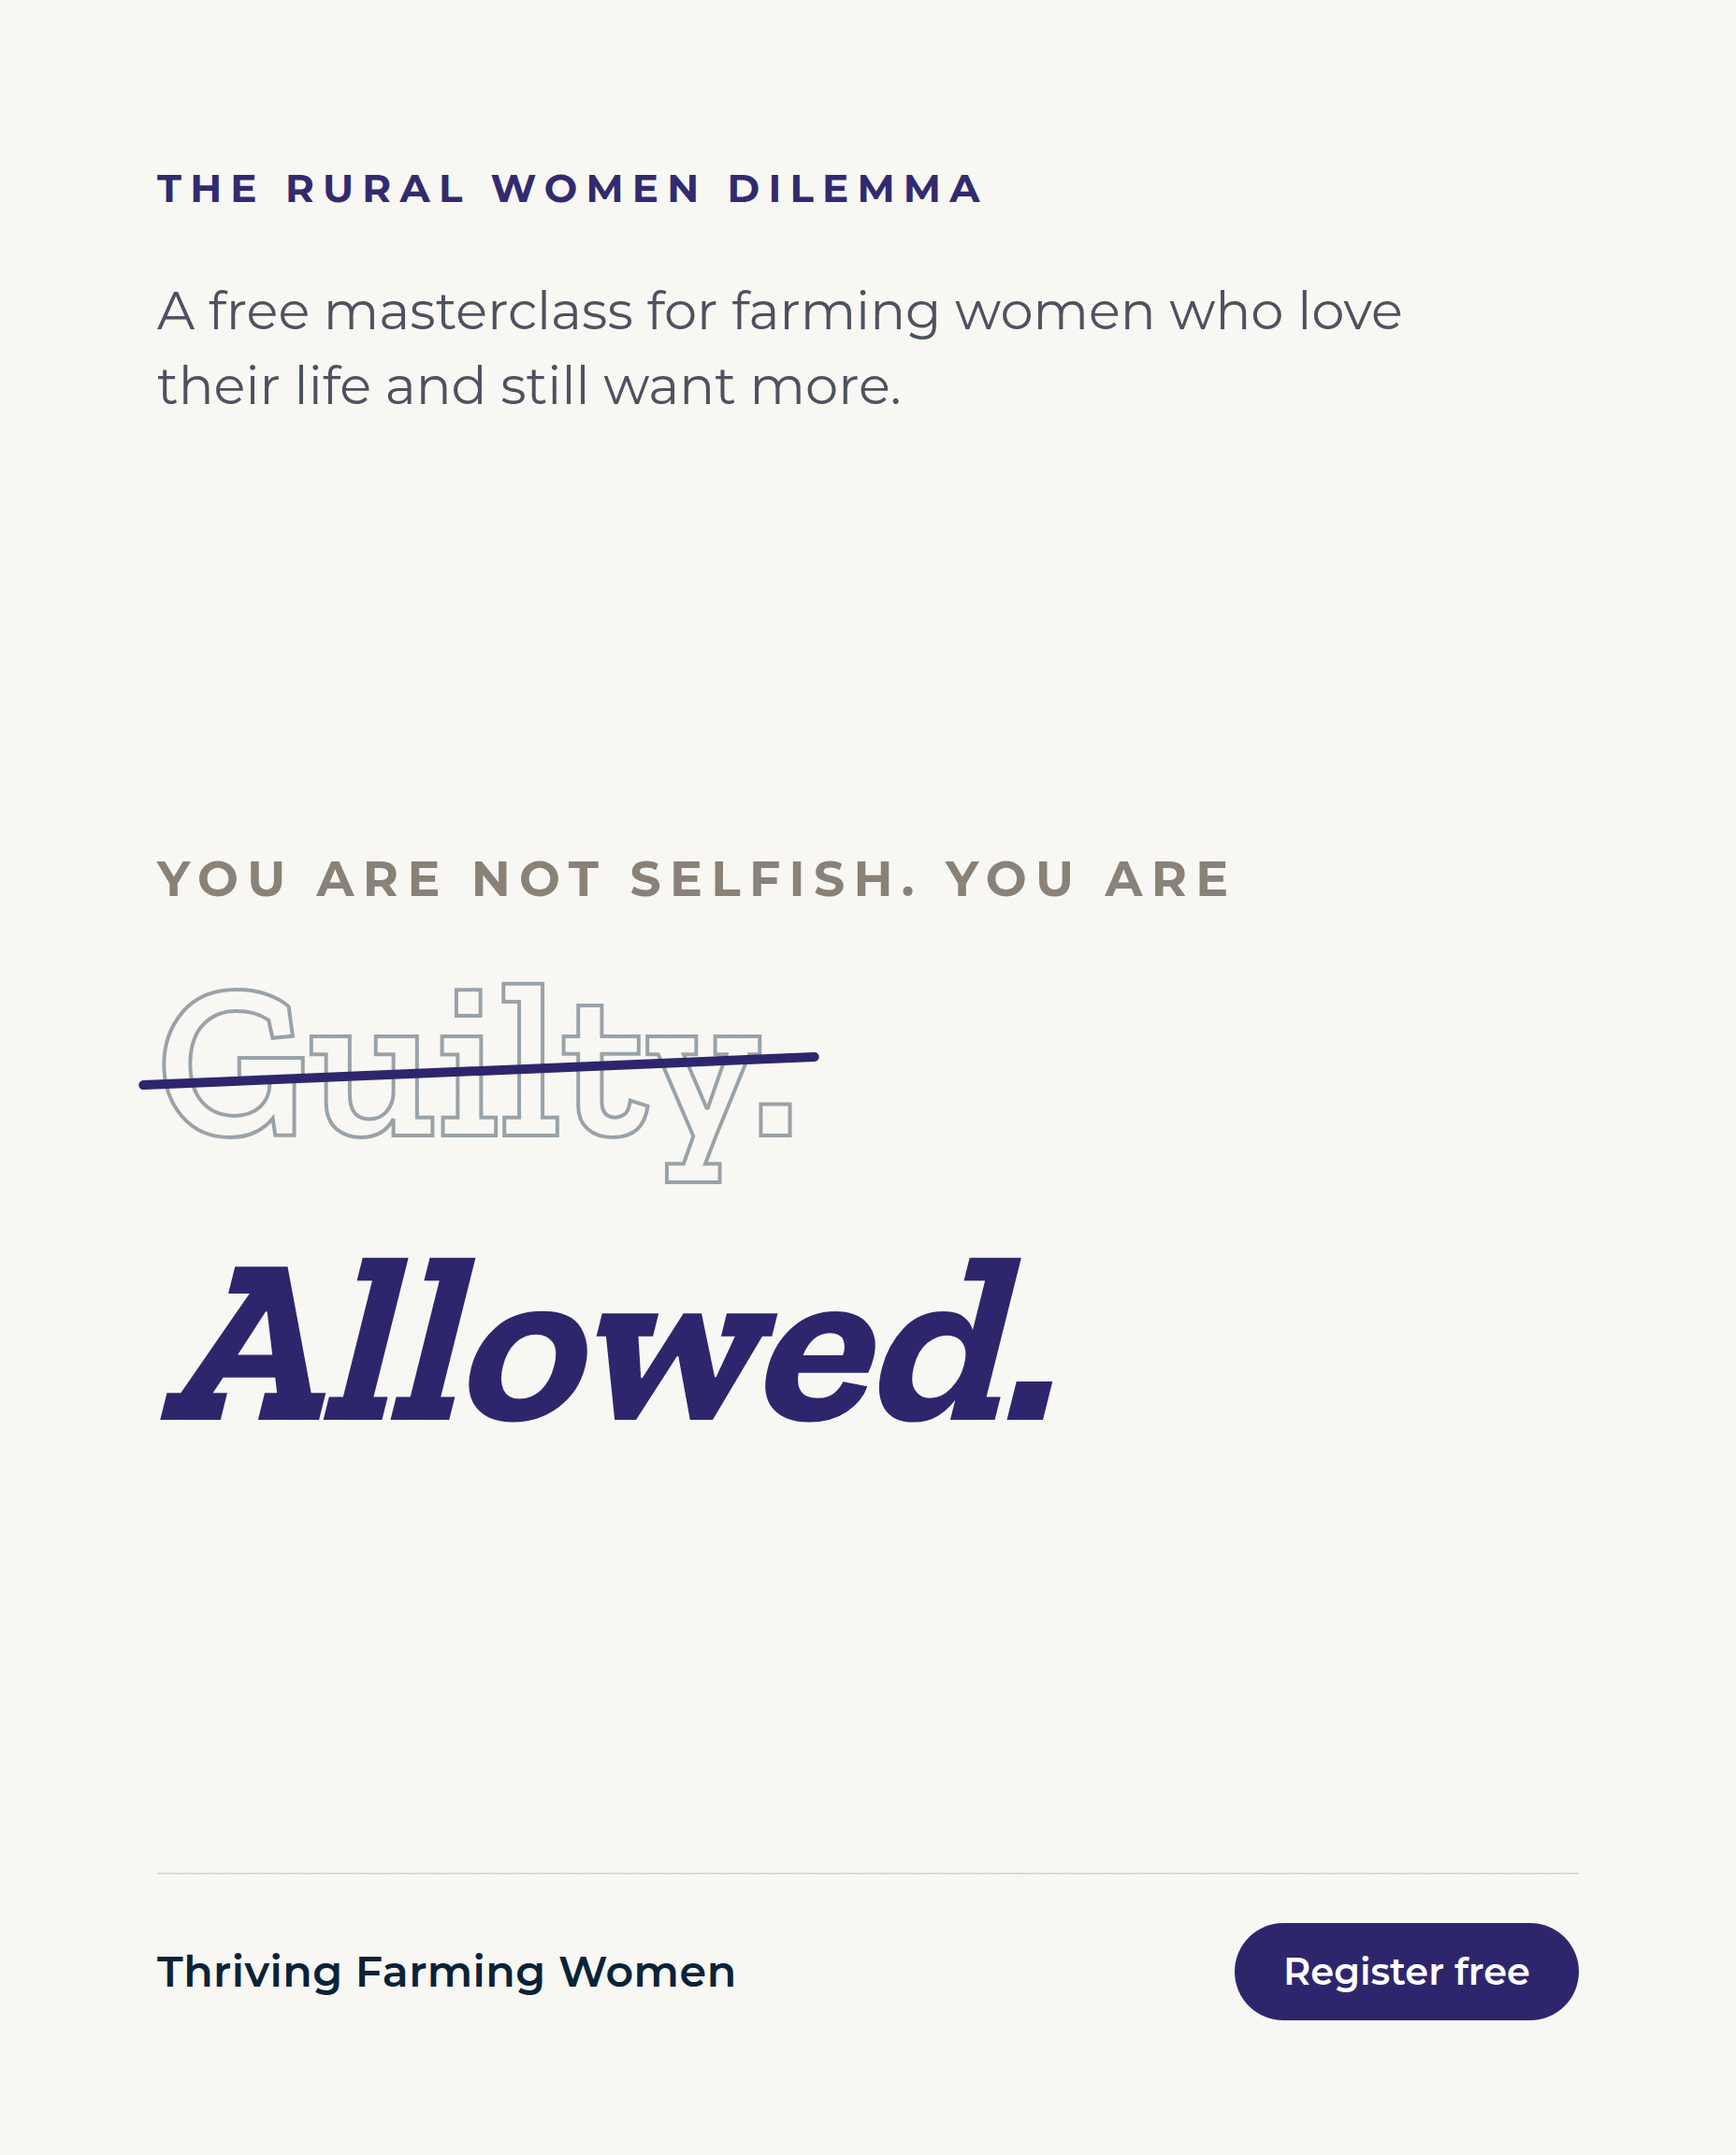 THE RURAL WOMEN DILEMMA
A free masterclass for farming women who love
their life and still want more.
YOU ARE NOT SELFISH. YOU ARE
Guilty.
Allowed.
Thriving Farming Women
Register free